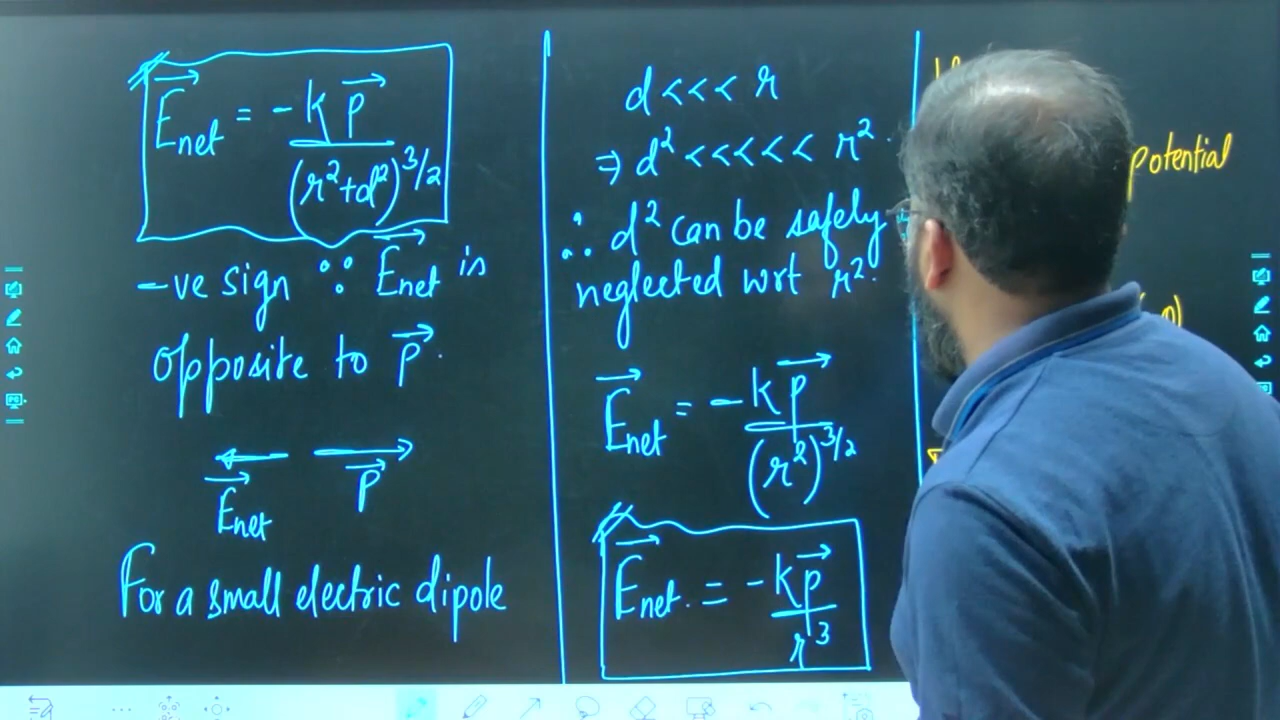 E⃗net = -k p⃗ / (r²+d²)^3/2
-ve sign ∵ E⃗net is
opposite to p⃗.
E⃗net p⃗
For a small electric dipole
d <<< r
⇒ d² <<<<< r².
∴ d² can be safely
neglected wrt r².
E⃗net = -k p⃗ / (r²)^3/2
E⃗net. = -k p⃗ / r³
potential